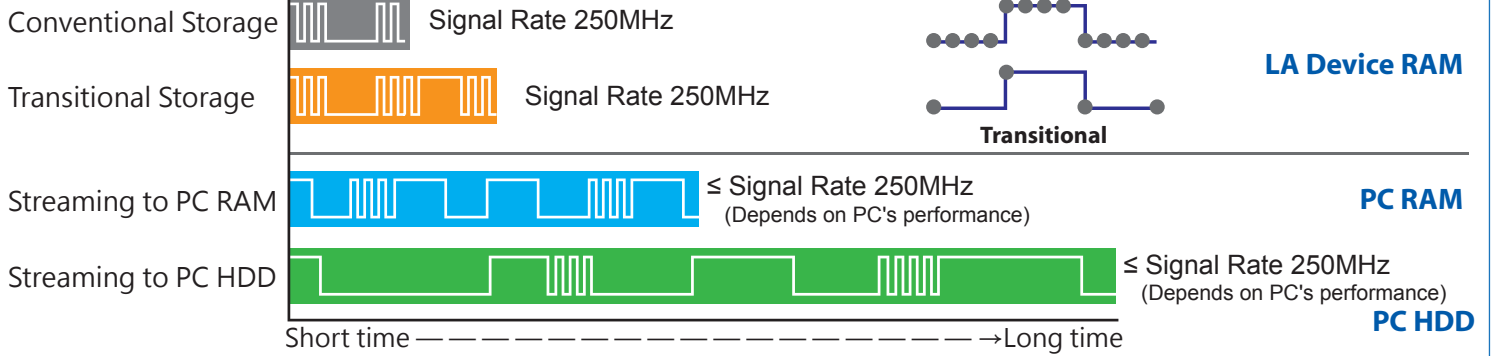 Conventional Storage
Signal Rate 250MHz
LA Device RAM
Transitional Storage
Signal Rate 250MHz
Transitional
Streaming to PC RAM
≤ Signal Rate 250MHz
(Depends on PC's performance)
PC RAM
Streaming to PC HDD
≤ Signal Rate 250MHz
(Depends on PC's performance)
PC HDD
Short time — — — — — — — — — — — — — — — — — →Long time